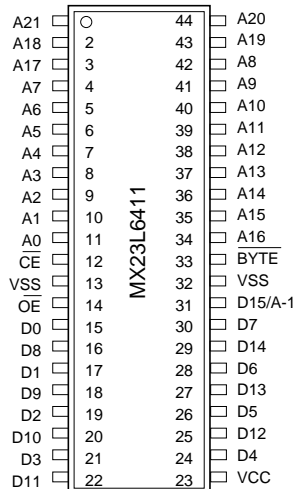 A21 44 A20
A18 2 43 A19
A17 3 42 A8
A7 4 41 A9
A6 5 40 A10
A5 6 39 A11
A4 7 38 A12
A3 8 37 A13
A2 9 36 A14
A1 10 35 A15
A0 11 34 A16
CE 12 33 BYTE
VSS 13 32 VSS
OE 14 31 D15/A-1
D0 15 30 D7
D8 16 29 D14
D1 17 28 D6
D9 18 27 D13
D2 19 26 D5
D10 20 25 D12
D3 21 24 D4
D11 22 23 VCC
MX23L6411